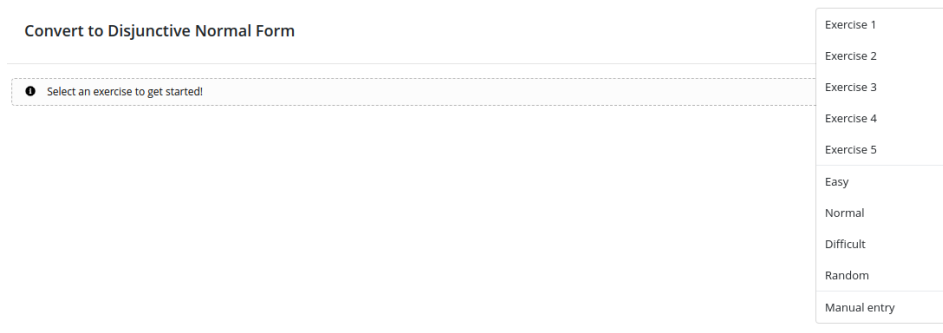 Convert to Disjunctive Normal Form
Select an exercise to get started!
Exercise 1
Exercise 2
Exercise 3
Exercise 4
Exercise 5
Easy
Normal
Difficult
Random
Manual entry